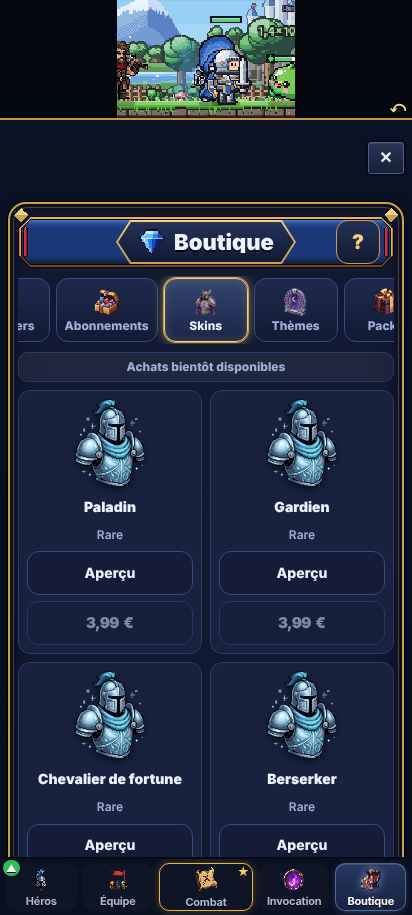 Boutique
?
ers
Abonnements
Skins
Thèmes
Pack
Achats bientôt disponibles
Paladin
Gardien
Rare
Rare
Aperçu
Aperçu
3,99 €
3,99 €
Chevalier de fortune
Berserker
Rare
Rare
Aperçu
Aperçu
Héros
Équipe
Combat
Invocation
Boutique